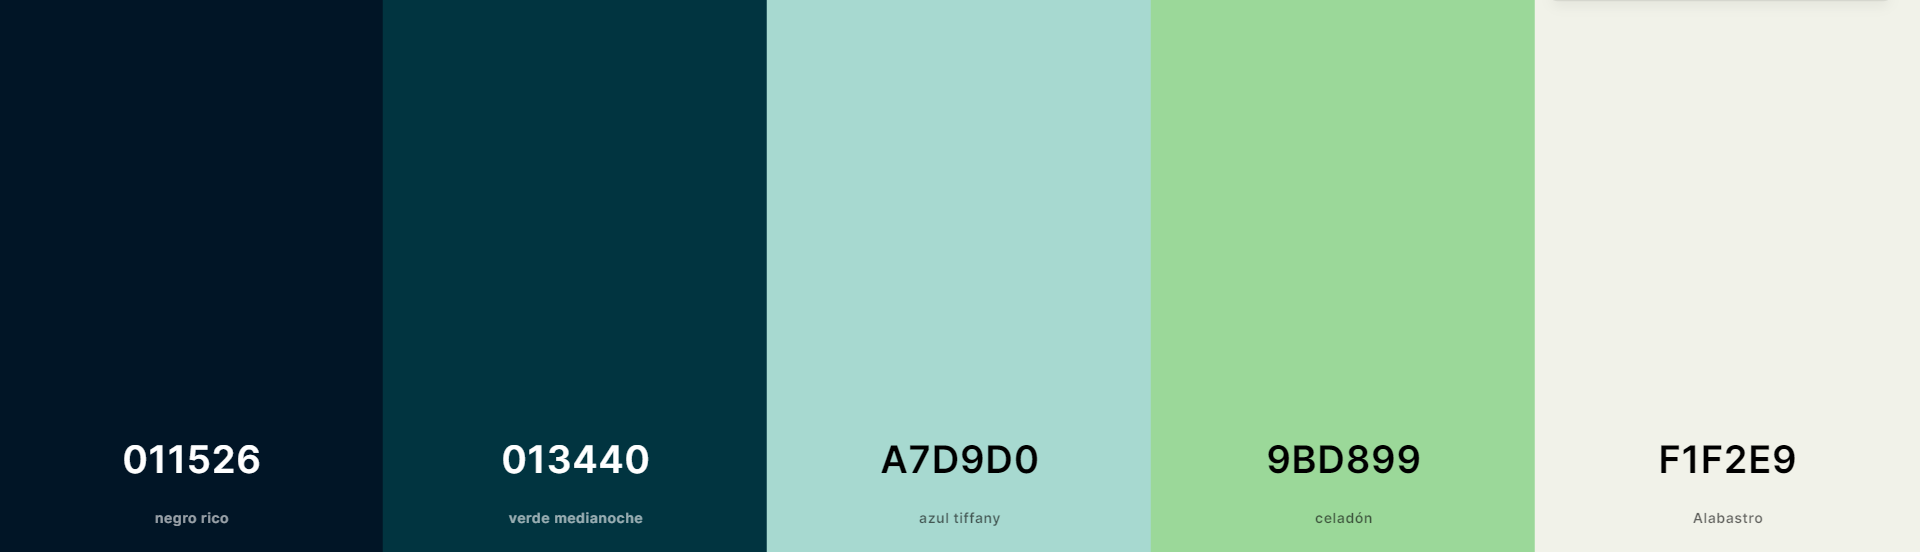 011526
negro rico
013440
verde medianoche
A7D9D0
azul tiffany
9BD899
celadón
F1F2E9
Alabastro